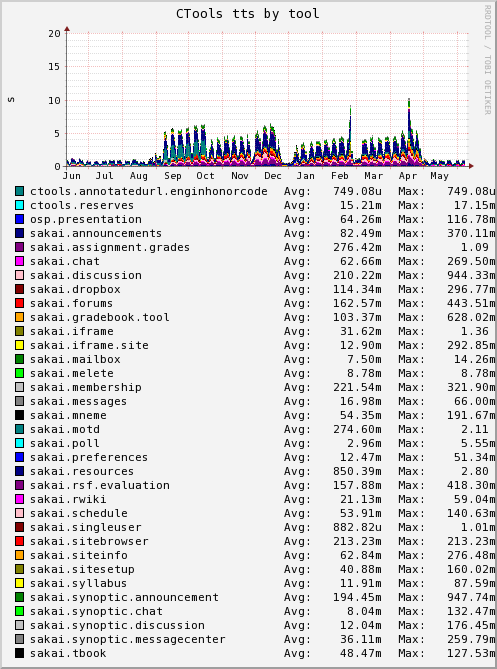 CTools tts by tool
RRDTOOL / TOBI OETIKER
s
20
15
10
5
0
Jun Jul Aug Sep Oct Nov Dec Jan Feb Mar Apr May
ctools.annotatedurl.enginhonorcode Avg: 749.08u Max: 749.08u
ctools.reserves Avg: 15.21m Max: 17.15m
osp.presentation Avg: 64.26m Max: 116.78m
sakai.announcements Avg: 82.49m Max: 370.11m
sakai.assignment.grades Avg: 276.42m Max: 1.09
sakai.chat Avg: 62.66m Max: 269.50m
sakai.discussion Avg: 210.22m Max: 944.33m
sakai.dropbox Avg: 114.34m Max: 296.77m
sakai.forums Avg: 162.57m Max: 443.51m
sakai.gradebook.tool Avg: 103.37m Max: 628.02m
sakai.iframe Avg: 31.62m Max: 1.36
sakai.iframe.site Avg: 12.90m Max: 292.85m
sakai.mailbox Avg: 7.50m Max: 14.26m
sakai.melete Avg: 8.78m Max: 8.78m
sakai.membership Avg: 221.54m Max: 321.90m
sakai.messages Avg: 16.98m Max: 66.00m
sakai.mneme Avg: 54.35m Max: 191.67m
sakai.motd Avg: 274.60m Max: 2.11
sakai.poll Avg: 2.96m Max: 5.55m
sakai.preferences Avg: 12.47m Max: 51.34m
sakai.resources Avg: 850.39m Max: 2.80
sakai.rsf.evaluation Avg: 157.88m Max: 418.30m
sakai.rwiki Avg: 21.13m Max: 59.04m
sakai.schedule Avg: 53.91m Max: 140.63m
sakai.singleuser Avg: 882.82u Max: 1.01m
sakai.sitebrowser Avg: 213.23m Max: 213.23m
sakai.siteinfo Avg: 62.84m Max: 276.48m
sakai.sitesetup Avg: 40.88m Max: 160.02m
sakai.syllabus Avg: 11.91m Max: 87.59m
sakai.synoptic.announcement Avg: 194.45m Max: 947.74m
sakai.synoptic.chat Avg: 8.04m Max: 132.47m
sakai.synoptic.discussion Avg: 12.04m Max: 176.45m
sakai.synoptic.messagecenter Avg: 36.11m Max: 259.79m
sakai.tbook Avg: 48.47m Max: 127.53m